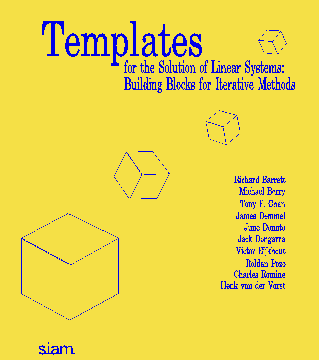 Templates
for the Solution of Linear Systems:
Building Blocks for Iterative Methods
Richard Barrett
Michael Berry
Tony F. Chan
James Demmel
June Donato
Jack Dongarra
Victor Eijkhout
Roldan Pozo
Charles Romine
Henk van der Vorst
siam